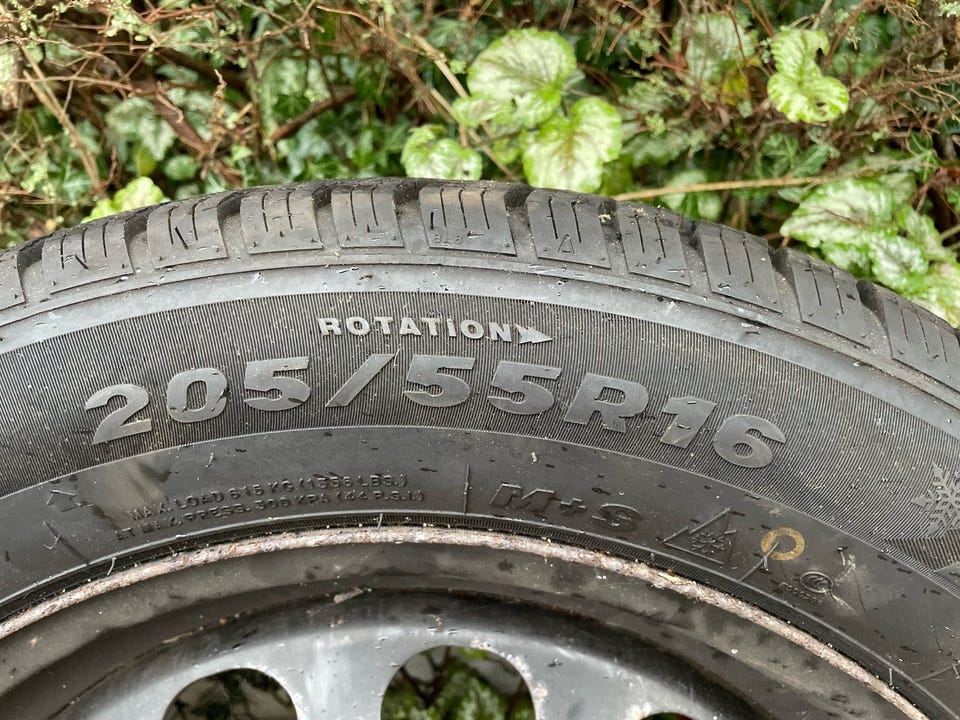 ROTATION
205/55R16
MAX. LOAD 615 KG (1356 LBS.)
AT MAX. PRESS. 300 KPA (44 P.S.I.)
M+S